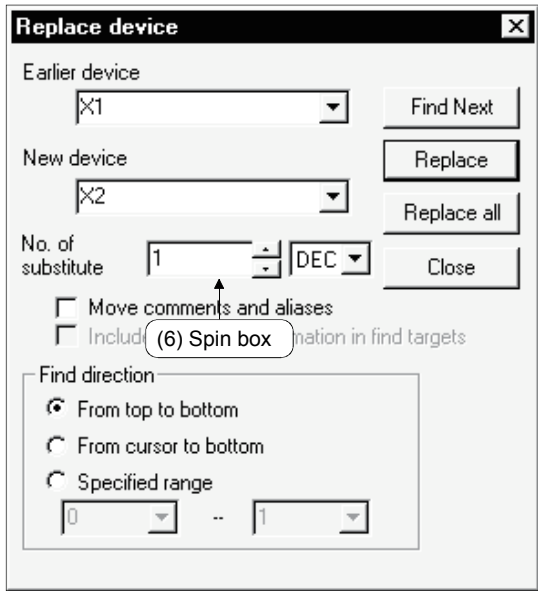 Replace device
Earlier device
X1
Find Next
New device
Replace
X2
Replace all
No. of
substitute
1
DEC
Close
Move comments and aliases
(6) Spin box
in find targets
Find direction
From top to bottom
From cursor to bottom
Specified range
0 -- 1